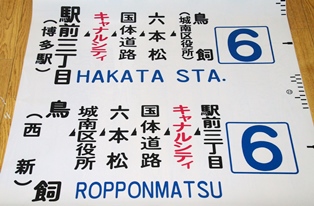 6
鳥飼
(城南区役所)
六本松
国体道路
キャナルシティ
駅前三丁目
(博多駅)
HAKATA STA.
6
駅前三丁目
キャナルシティ
国体道路
六本松
城南区役所
鳥飼
(西新)
ROPPONMATSU